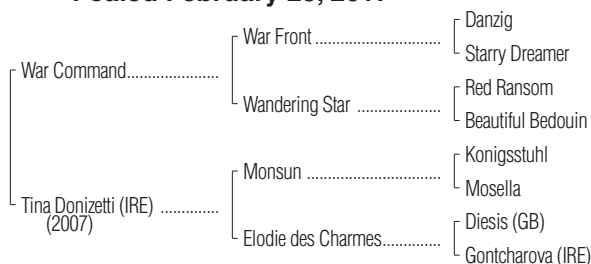 Foaled February
Danzig
War Front ................................
Starry Dreamer
War Command.......................
Red Ransom
Wandering Star .....................
Beautiful Bedouin
Konigsstuhl
Monsun ..................................
Mosella
Tina Donizetti (IRE) ...............
(2007)
Diesis (GB)
Elodie des Charmes...............
Gontcharova (IRE)